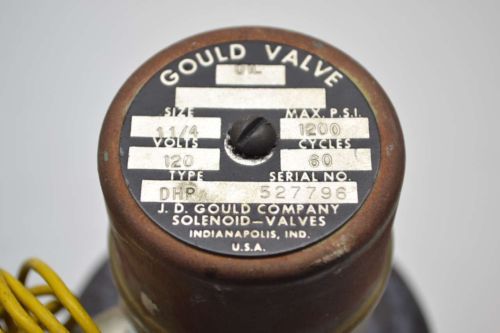 GOULD VALVE
OIL
SIZE MAX. P.S.I.
1 1/4 1200
VOLTS CYCLES
120 60
TYPE SERIAL NO.
DHP 527796
J. D. GOULD COMPANY
SOLENOID-VALVES
INDIANAPOLIS, IND.
U.S.A.